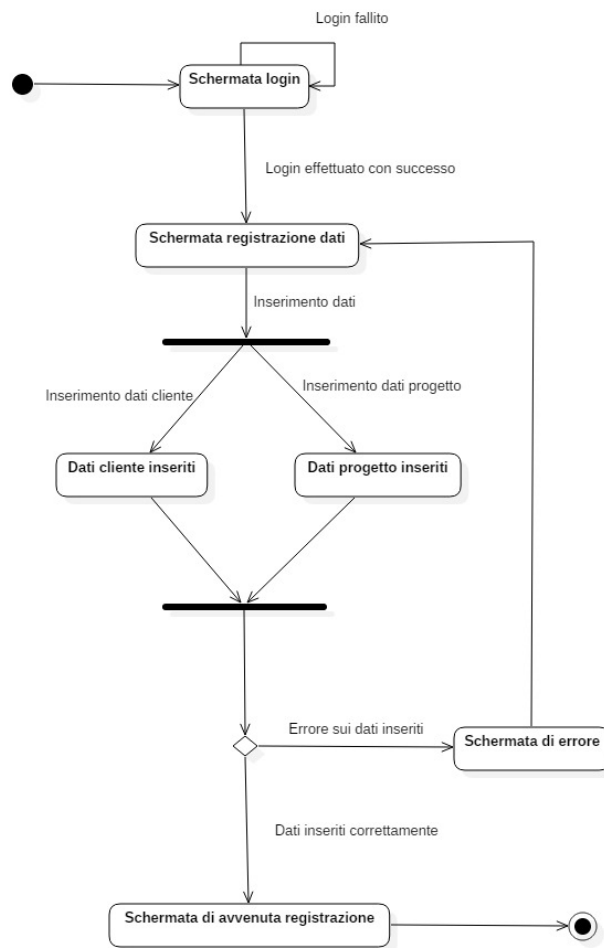 Login fallito
Schermata login
Login effettuato con successo
Schermata registrazione dati
Inserimento dati
Inserimento dati cliente
Inserimento dati progetto
Dati cliente inseriti
Dati progetto inseriti
Errore sui dati inseriti
Schermata di errore
Dati inseriti correttamente
Schermata di avvenuta registrazione